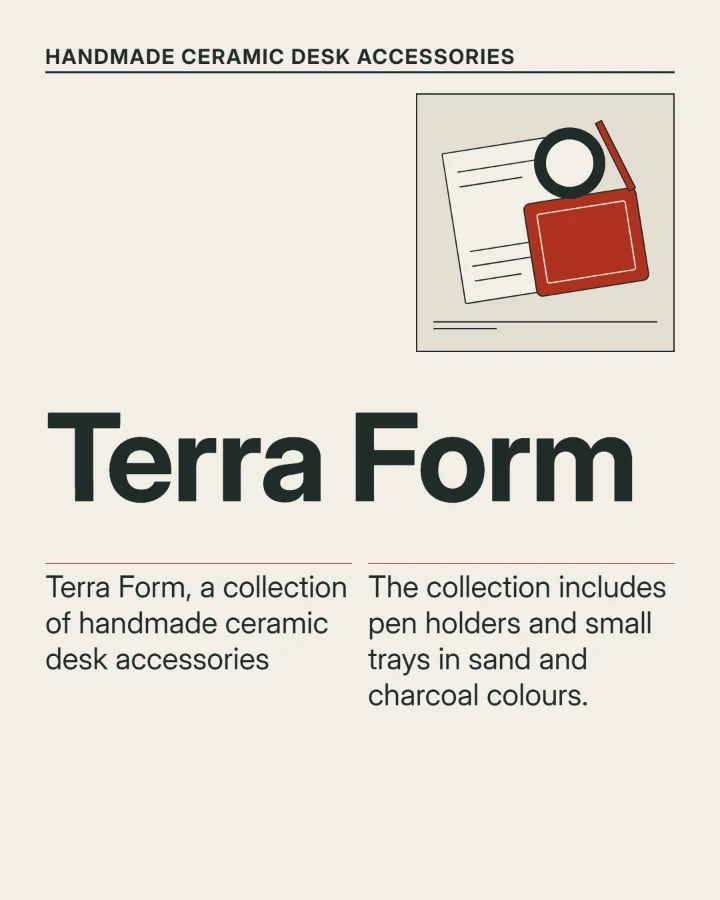 HANDMADE CERAMIC DESK ACCESSORIES
Terra Form
Terra Form, a collection
of handmade ceramic
desk accessories
The collection includes
pen holders and small
trays in sand and
charcoal colours.